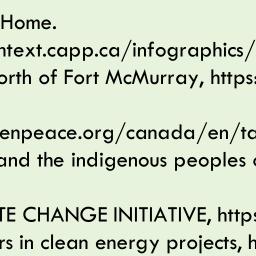 Home.
ntext.capp.ca/infographics/
orth of Fort McMurray, https
enpeace.org/canada/en/ta
and the indigenous peoples
TE CHANGE INITIATIVE, http
rs in clean energy projects, h